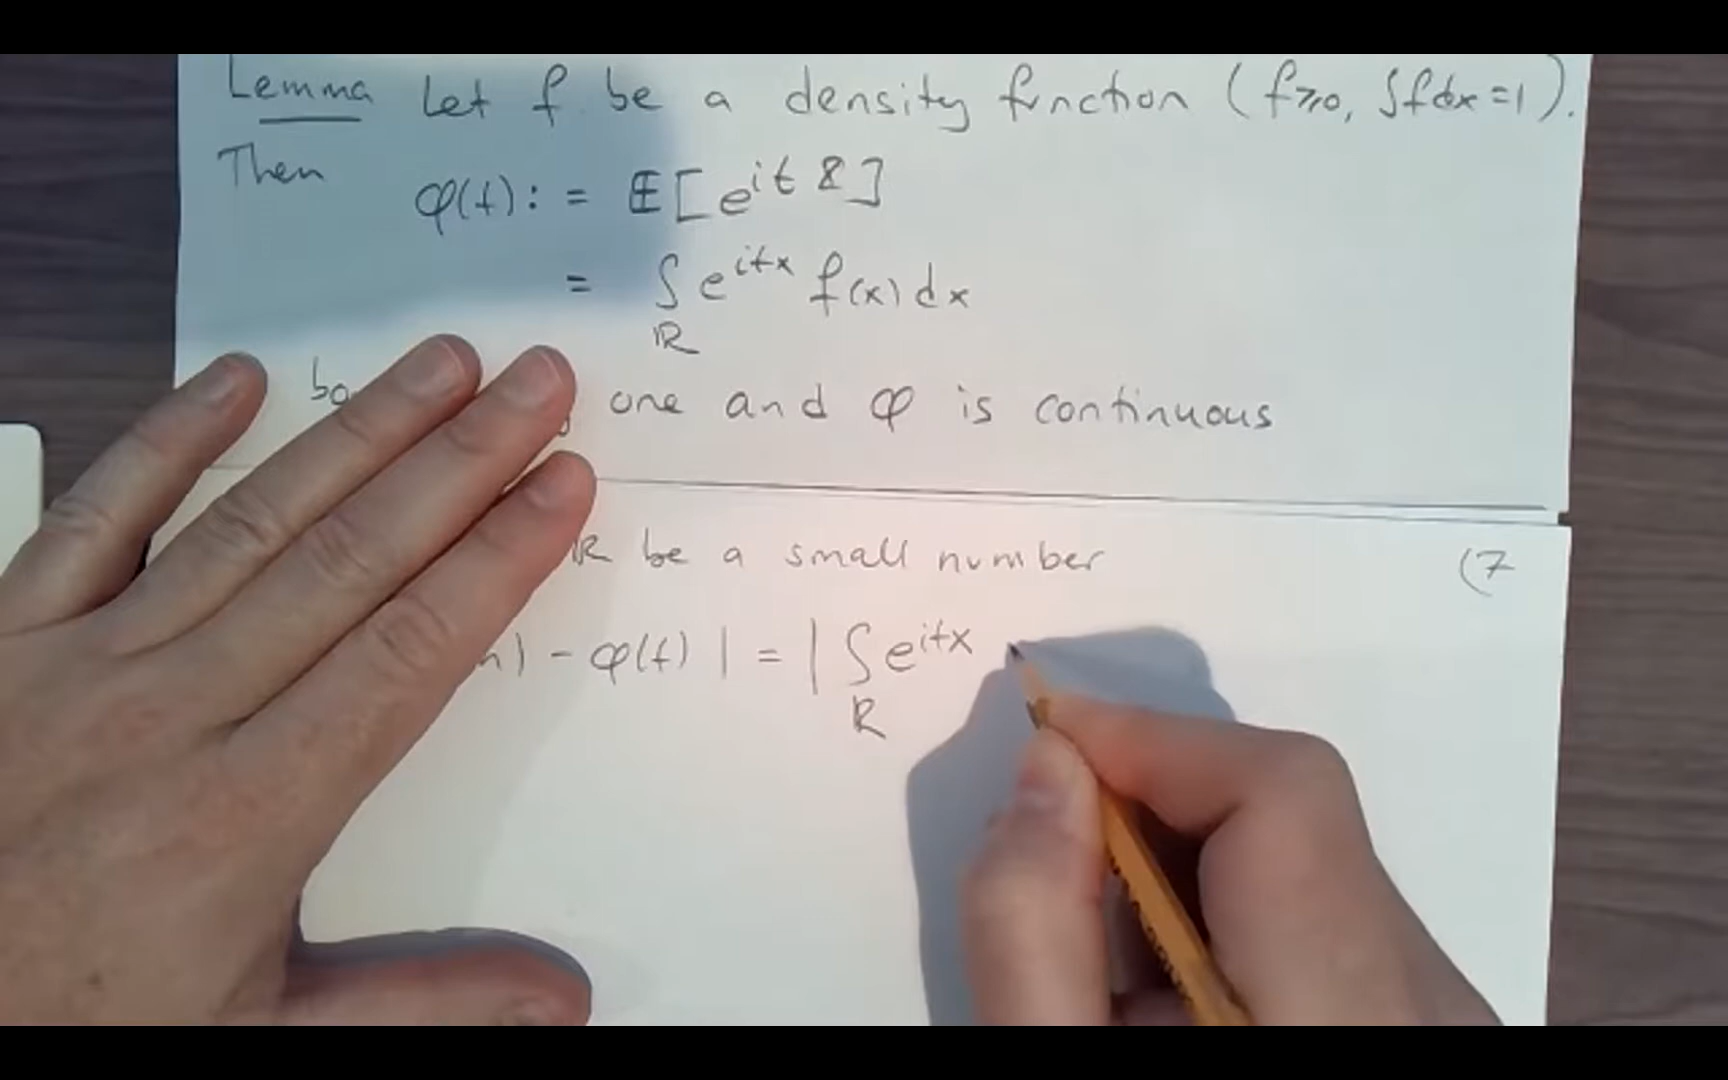 Lemma Let f be a density function (f≥0, ∫fdx=1).
Then φ(t): = E[e^{itX}]
= ∫_ℝ e^{itx} f(x) dx
one and φ is continuous
ℝ be a small number (7
) - φ(t) | = | ∫_ℝ e^{itx}